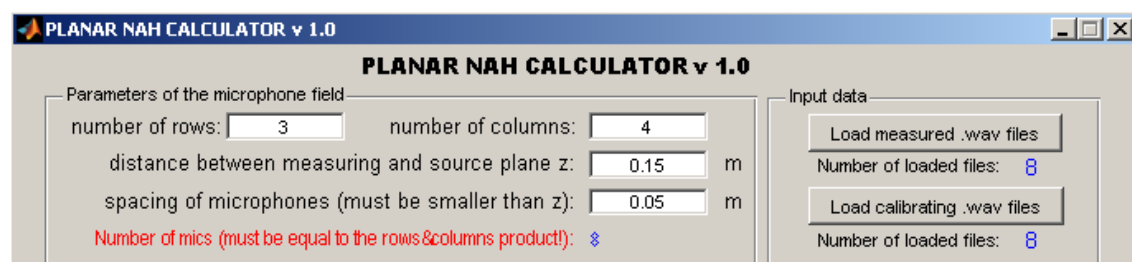 PLANAR NAH CALCULATOR v 1.0
PLANAR NAH CALCULATOR v 1.0
Parameters of the microphone field
number of rows: 3 number of columns: 4
distance between measuring and source plane z: 0.15 m
spacing of microphones (must be smaller than z): 0.05 m
Number of mics (must be equal to the rows&columns product!): 8
Input data
Load measured .wav files
Number of loaded files: 8
Load calibrating .wav files
Number of loaded files: 8